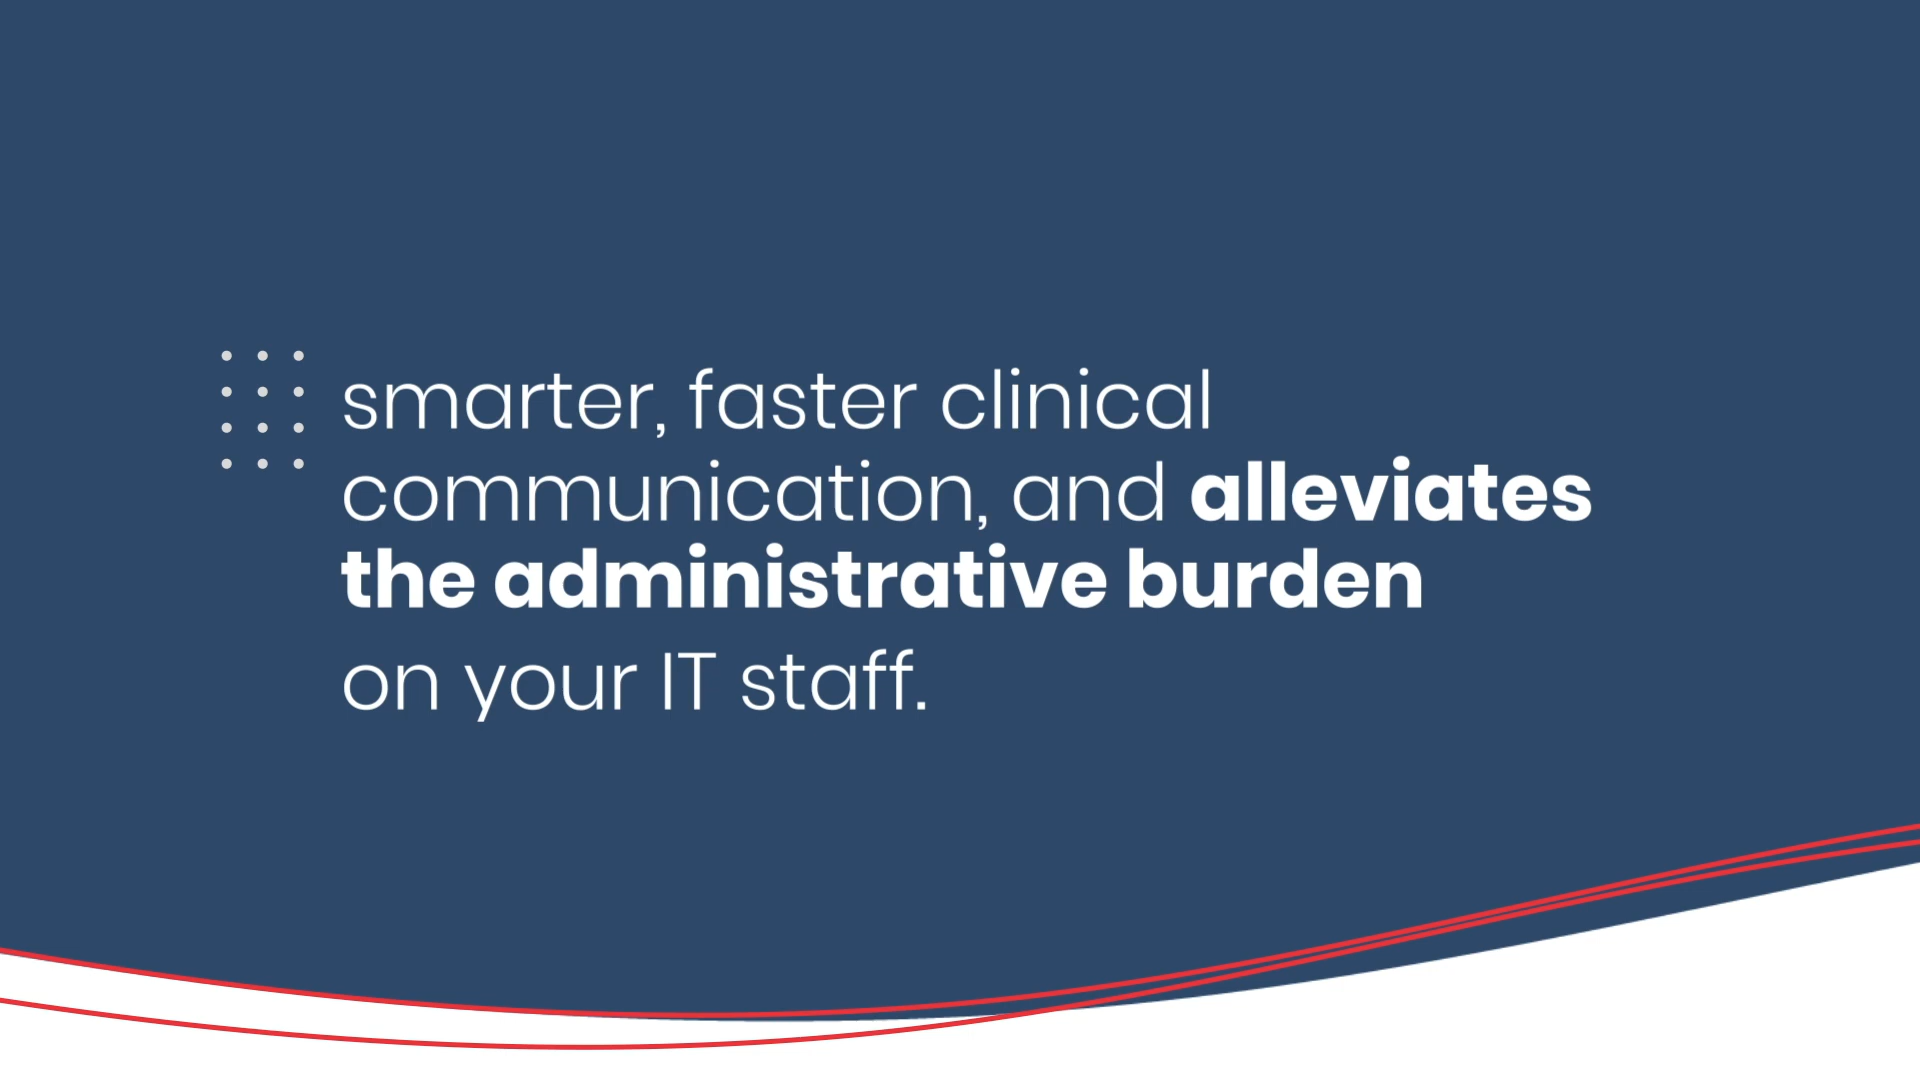 smarter, faster clinical
communication, and alleviates
the administrative burden
on your IT staff.